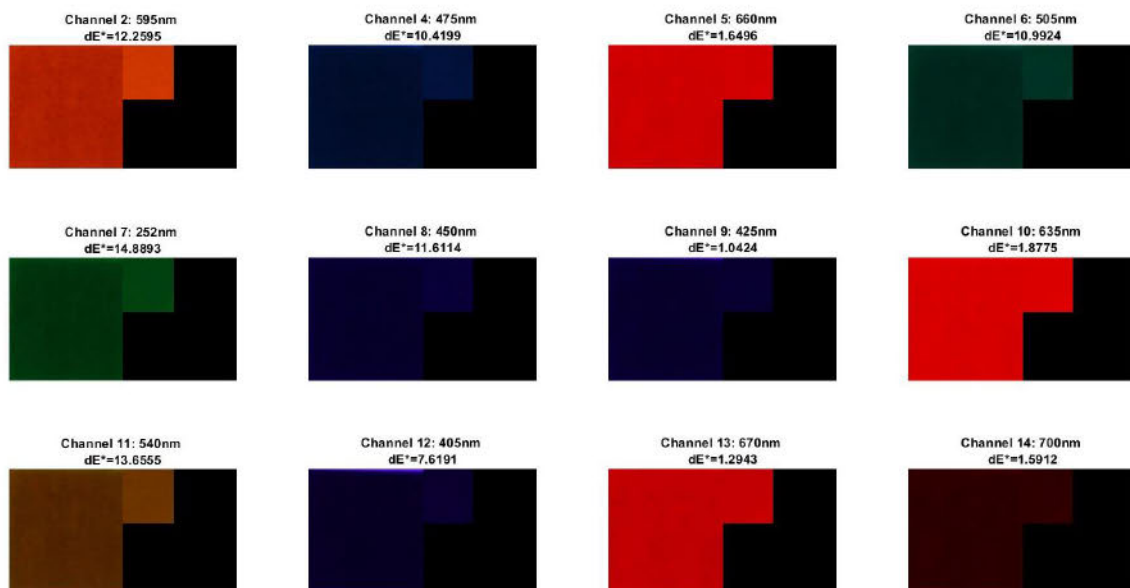 Channel 2: 595nm
dE*=12.2595
Channel 4: 475nm
dE*=10.4199
Channel 5: 660nm
dE*=1.6496
Channel 6: 505nm
dE*=10.9924
Channel 7: 252nm
dE*=14.8893
Channel 8: 450nm
dE*=11.6114
Channel 9: 425nm
dE*=1.0424
Channel 10: 635nm
dE*=1.8775
Channel 11: 540nm
dE*=13.6555
Channel 12: 405nm
dE*=7.6191
Channel 13: 670nm
dE*=1.2943
Channel 14: 700nm
dE*=1.5912